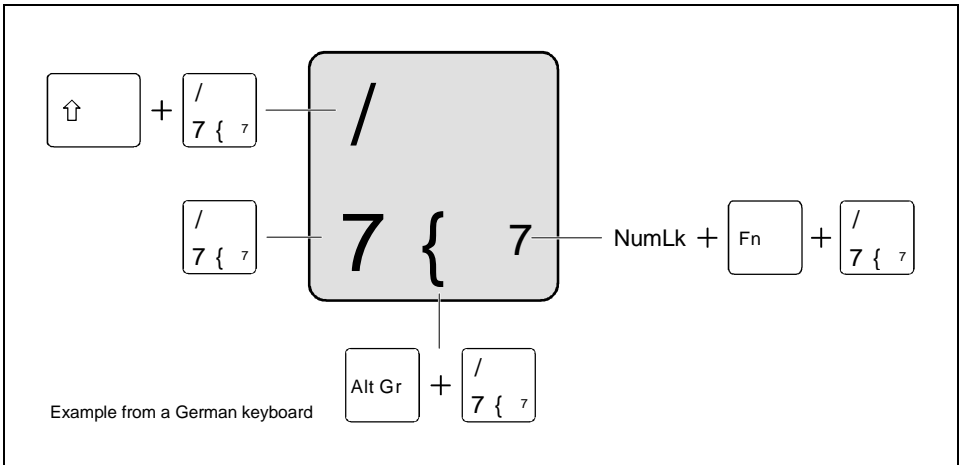 ⇧ + / 7 { 7
/
7 { 7
/ 7 { 7
NumLk + Fn + / 7 { 7
Alt Gr + / 7 { 7
Example from a German keyboard